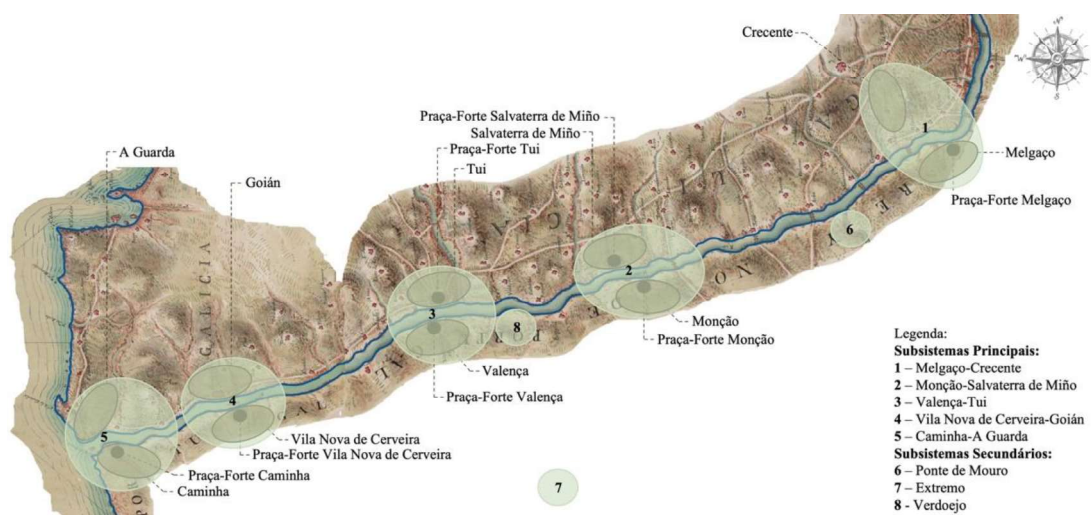 Crecente
N
W
S
Praça-Forte Salvaterra de Miño
Salvaterra de Miño
Praça-Forte Tui
Tui
A Guarda
Goián
Melgaço
Praça-Forte Melgaço
1
6
2
3
8
4
5
7
GALICIA
Monção
Praça-Forte Monção
Valença
Praça-Forte Valença
Vila Nova de Cerveira
Praça-Forte Vila Nova de Cerveira
Praça-Forte Caminha
Caminha
Legenda:
Subsistemas Principais:
1 – Melgaço-Crecente
2 – Monção-Salvaterra de Miño
3 – Valença-Tui
4 – Vila Nova de Cerveira-Goián
5 – Caminha-A Guarda
Subsistemas Secundários:
6 – Ponte de Mouro
7 – Extremo
8 - Verdoejo